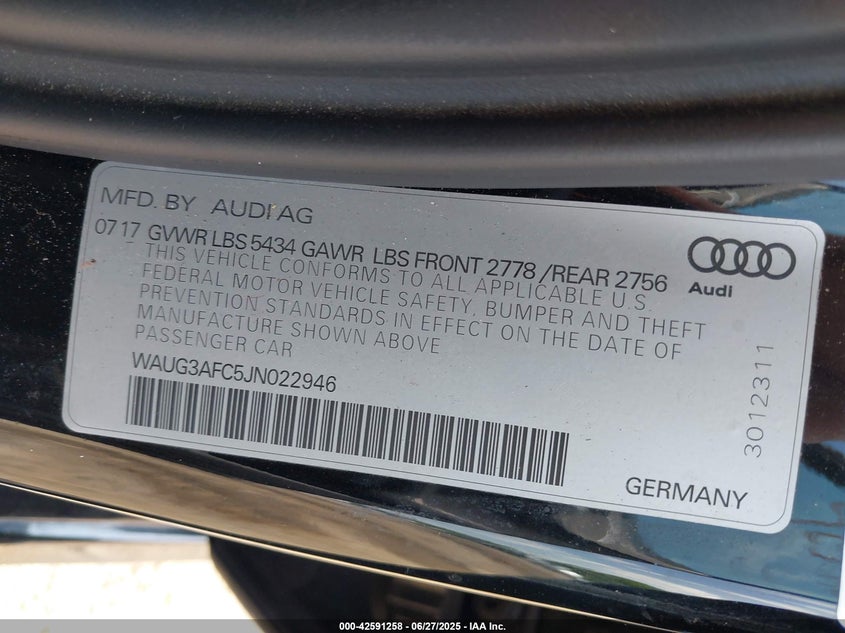 MFD. BY AUDI AG
0717 GVWR LBS 5434 GAWR LBS FRONT 2778 /REAR 2756
THIS VEHICLE CONFORMS TO ALL APPLICABLE U.S.
FEDERAL MOTOR VEHICLE SAFETY, BUMPER AND THEFT
PREVENTION STANDARDS IN EFFECT ON THE DATE OF
MANUFACTURE SHOWN ABOVE
PASSENGER CAR
WAUG3AFC5JN022946
Audi
3012311
GERMANY
000-42591258 - 06/27/2025 - IAA Inc.